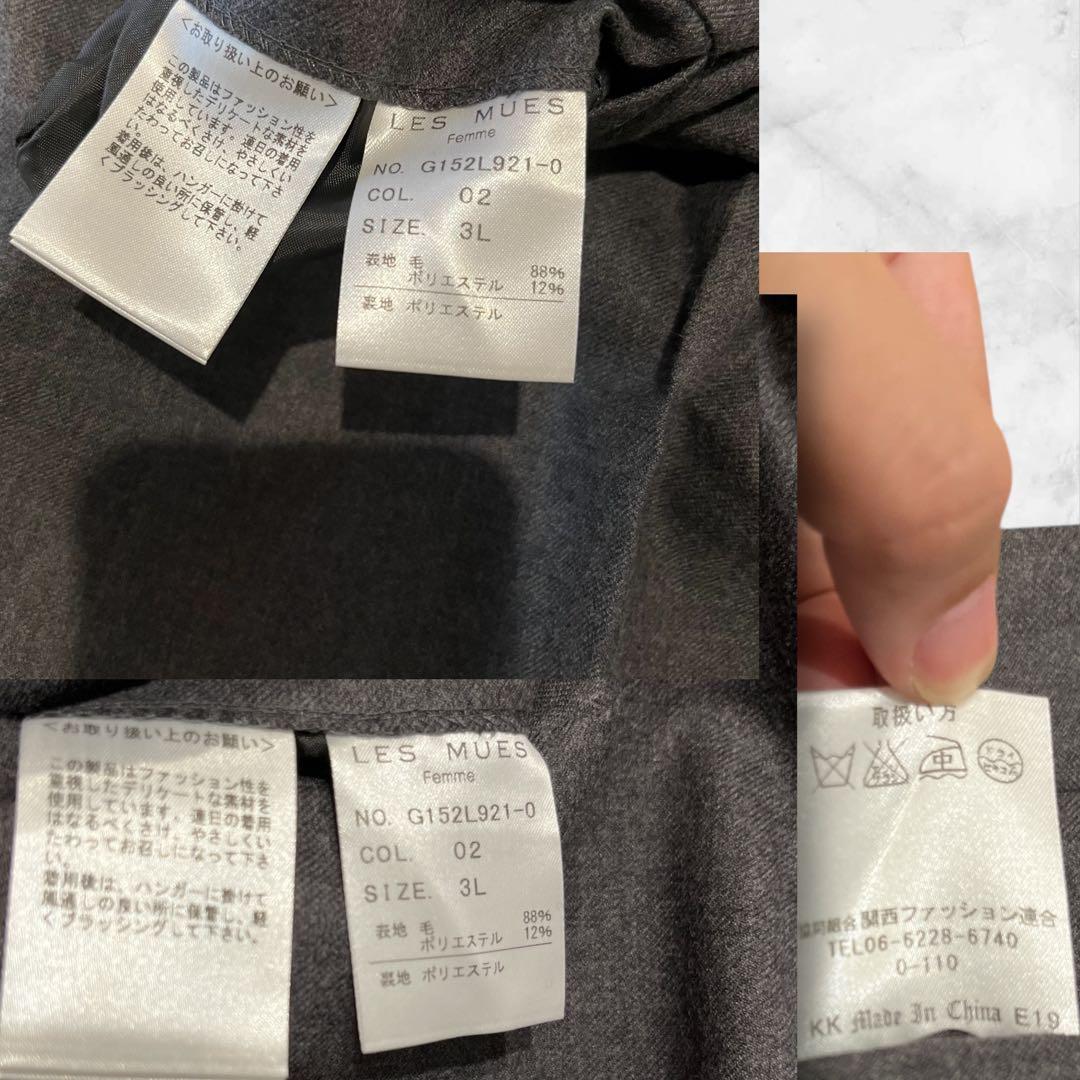 <お取り扱い上のお願い>
この製品はファッション性を
重視したデリケートな素材を
使用しています。連日の着用
はなるべくさけ、やさしくい
たわってお召しになって下さ
い。
着用後は、ハンガーに掛けて
風通しの良い所に保管し、軽
くブラッシングして下さい。
LES MUES
Femme
NO. G152L921-0
COL. 02
SIZE. 3L
表地 毛 88%
ポリエステル 12%
裏地 ポリエステル
<お取り扱い上のお願い>
この製品はファッション性を
重視したデリケートな素材を
使用しています。連日の着用
はなるべくさけ、やさしくい
たわってお召しになって下さ
い。
着用後は、ハンガーに掛けて
風通しの良い所に保管し、軽
くブラッシングして下さい。
LES MUES
Femme
NO. G152L921-0
COL. 02
SIZE. 3L
表地 毛 88%
ポリエステル 12%
裏地 ポリエステル
取扱い方
エンソ
サラシ
中
ドライ
セキユ系
協同組合 関西ファッション連合
TEL06-6228-6740
0-110
KK Made In China E19